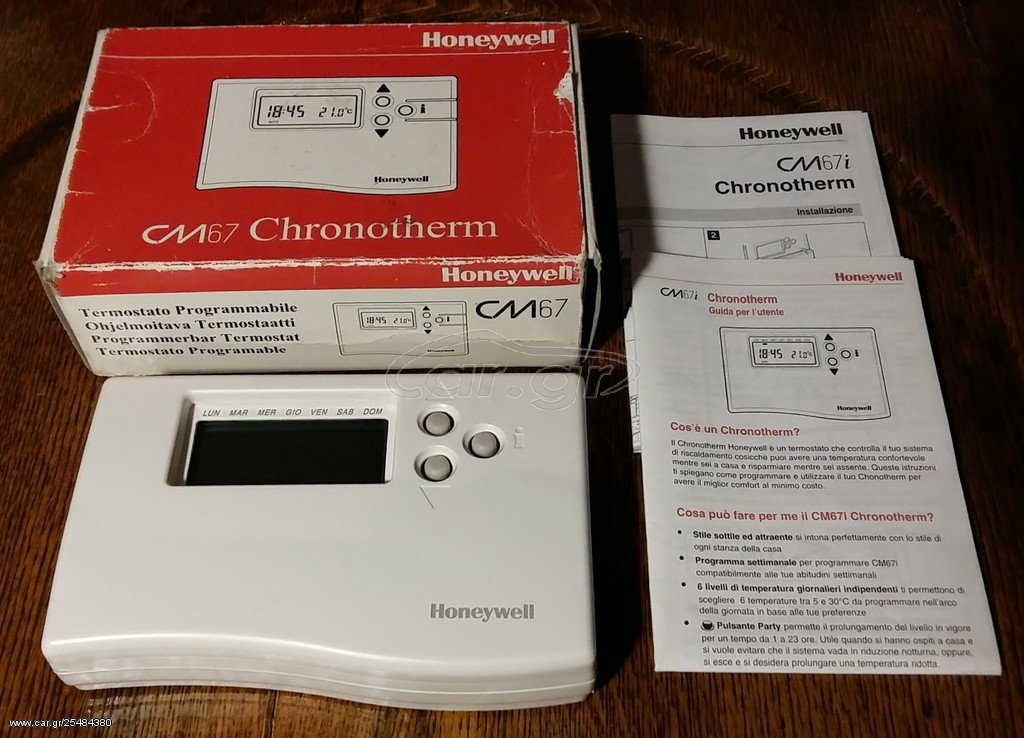 Honeywell
18:45 21.0°C
AUTO
i
Honeywell
CM67 Chronotherm
Honeywell
Termostato Programmabile
Ohjelmoitava Termostaatti
Programmerbar Termostat
Termostato Programable
18:45 21.0°C
i
Honeywell
CM67
car.gr
LUN MAR MER GIO VEN SAB DOM
i
Honeywell
Honeywell
CM67i
Chronotherm
Installazione
2
Honeywell
CM67i Chronotherm
Guida per l'utente
18:45 21.0°C
i
Honeywell
Cos'è un Chronotherm?
Il Chronotherm Honeywell è un termostato che controlla il tuo sistema
di riscaldamento cosicchè puoi avere una temperatura confortevole
mentre sei a casa e risparmiare mentre sei assente. Queste istruzioni
ti spiegano come programmare e utilizzare il tuo Chonotherm per
avere il miglior comfort al minimo costo.
Cosa può fare per me il CM67i Chronotherm?
• Stile sottile ed attraente si intona perfettamente con lo stile di
ogni stanza della casa
• Programma settimanale per programmare CM67i
compatibilmente alle tue abitudini settimanali
• 6 livelli di temperatura giornalieri indipendenti ti permettono di
scegliere 6 temperature tra 5 e 30°C da programmare nell'arco
della giornata in base alle tue preferenze
• Pulsante Party permette il prolungamento del livello in vigore
per un tempo da 1 a 23 ore. Utile quando si hanno ospiti a casa e
si vuole evitare che il sistema vada in riduzione notturna, oppure,
si esce e si desidera prolungare una temperatura ridotta.
www.car.gr/25484380